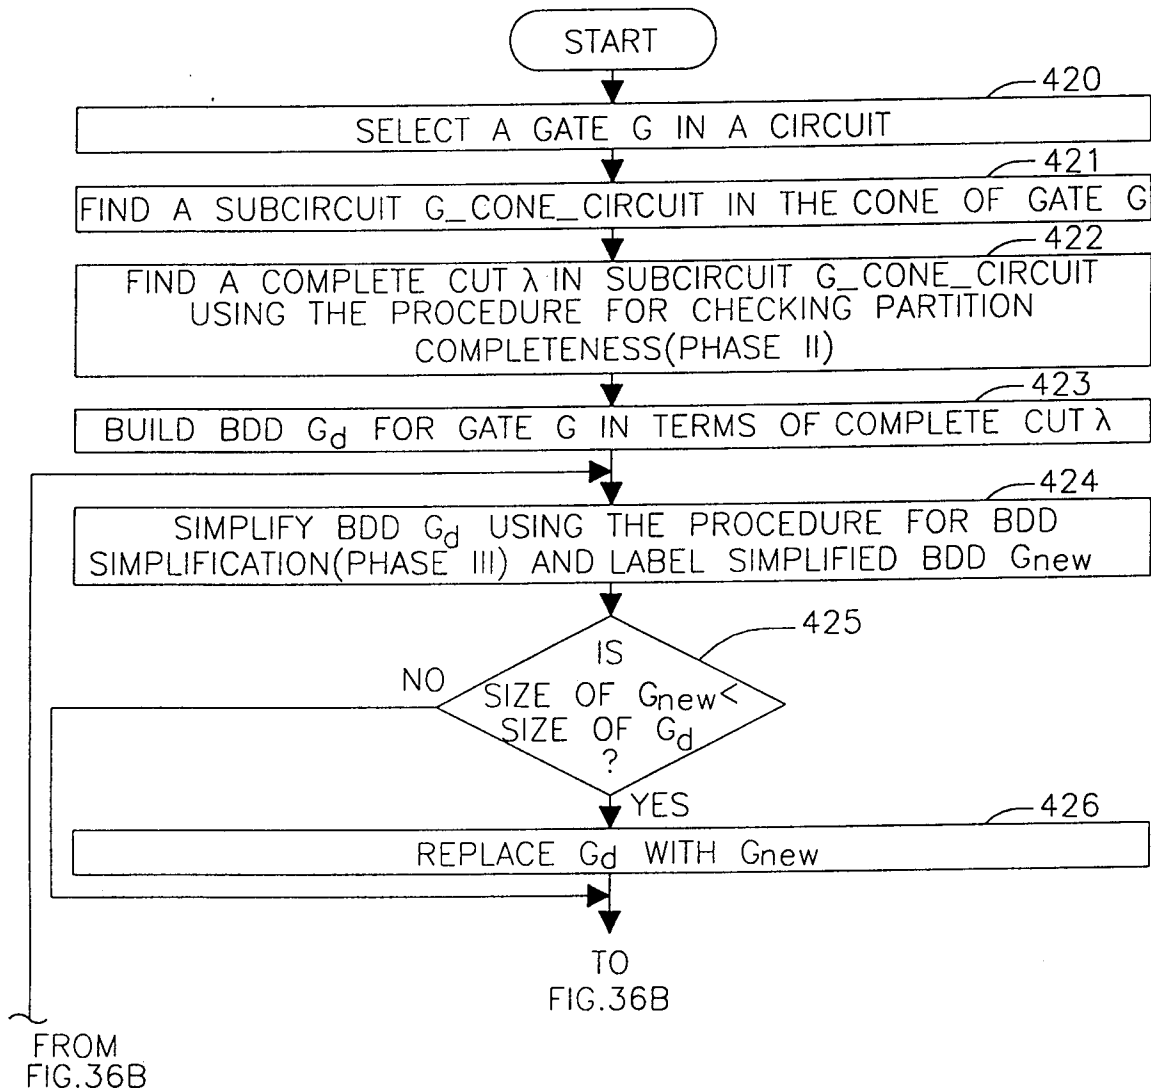 START
420
SELECT A GATE G IN A CIRCUIT
421
FIND A SUBCIRCUIT G_CONE_CIRCUIT IN THE CONE OF GATE G
422
FIND A COMPLETE CUT λ IN SUBCIRCUIT G_CONE_CIRCUIT
USING THE PROCEDURE FOR CHECKING PARTITION
COMPLETENESS(PHASE II)
423
BUILD BDD Gd FOR GATE G IN TERMS OF COMPLETE CUT λ
424
SIMPLIFY BDD Gd USING THE PROCEDURE FOR BDD
SIMPLIFICATION(PHASE III) AND LABEL SIMPLIFIED BDD Gnew
425
IS
NO
SIZE OF Gnew<
SIZE OF Gd
?
YES
426
REPLACE Gd WITH Gnew
TO
FIG.36B
FROM
FIG.36B